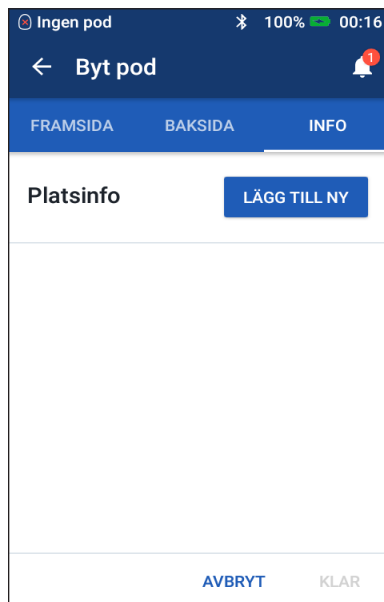 Ingen pod 100% 00:16
Byt pod 1
FRAMSIDA BAKSIDA INFO
Platsinfo LÄGG TILL NY
AVBRYT KLAR